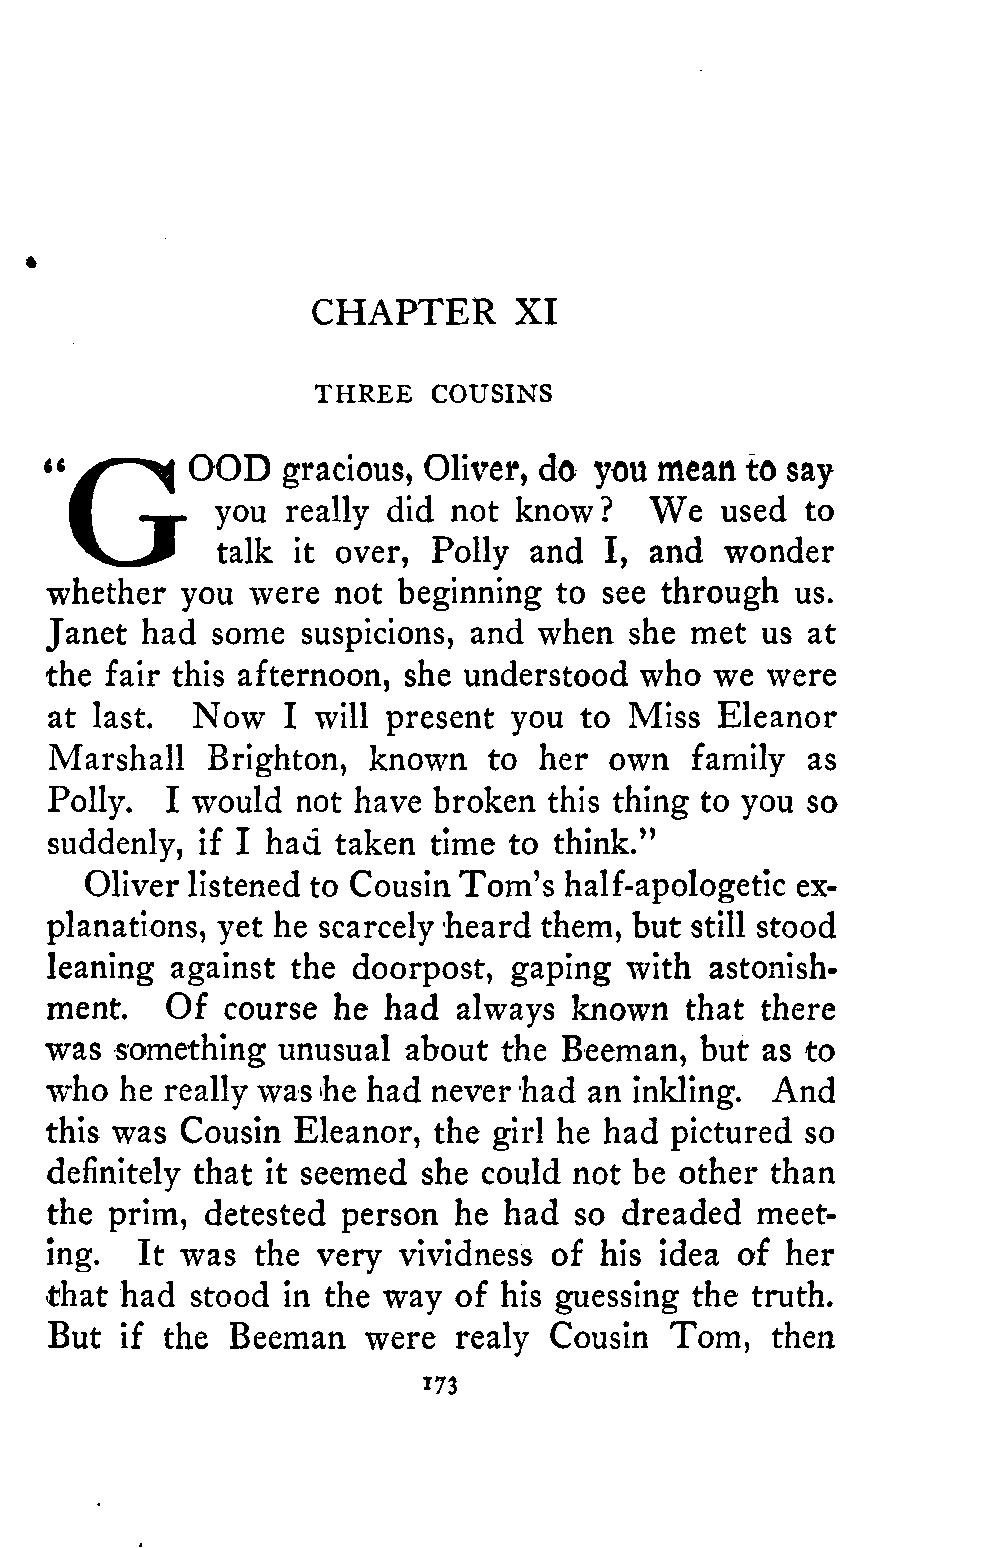 CHAPTER XI
THREE COUSINS
“GOOD gracious, Oliver, do you mean to say
you really did not know? We used to
talk it over, Polly and I, and wonder
whether you were not beginning to see through us.
Janet had some suspicions, and when she met us at
the fair this afternoon, she understood who we were
at last. Now I will present you to Miss Eleanor
Marshall Brighton, known to her own family as
Polly. I would not have broken this thing to you so
suddenly, if I had taken time to think.”
Oliver listened to Cousin Tom's half-apologetic ex-
planations, yet he scarcely heard them, but still stood
leaning against the doorpost, gaping with astonish-
ment. Of course he had always known that there
was something unusual about the Beeman, but as to
who he really was he had never had an inkling. And
this was Cousin Eleanor, the girl he had pictured so
definitely that it seemed she could not be other than
the prim, detested person he had so dreaded meet-
ing. It was the very vividness of his idea of her
that had stood in the way of his guessing the truth.
But if the Beeman were realy Cousin Tom, then
173